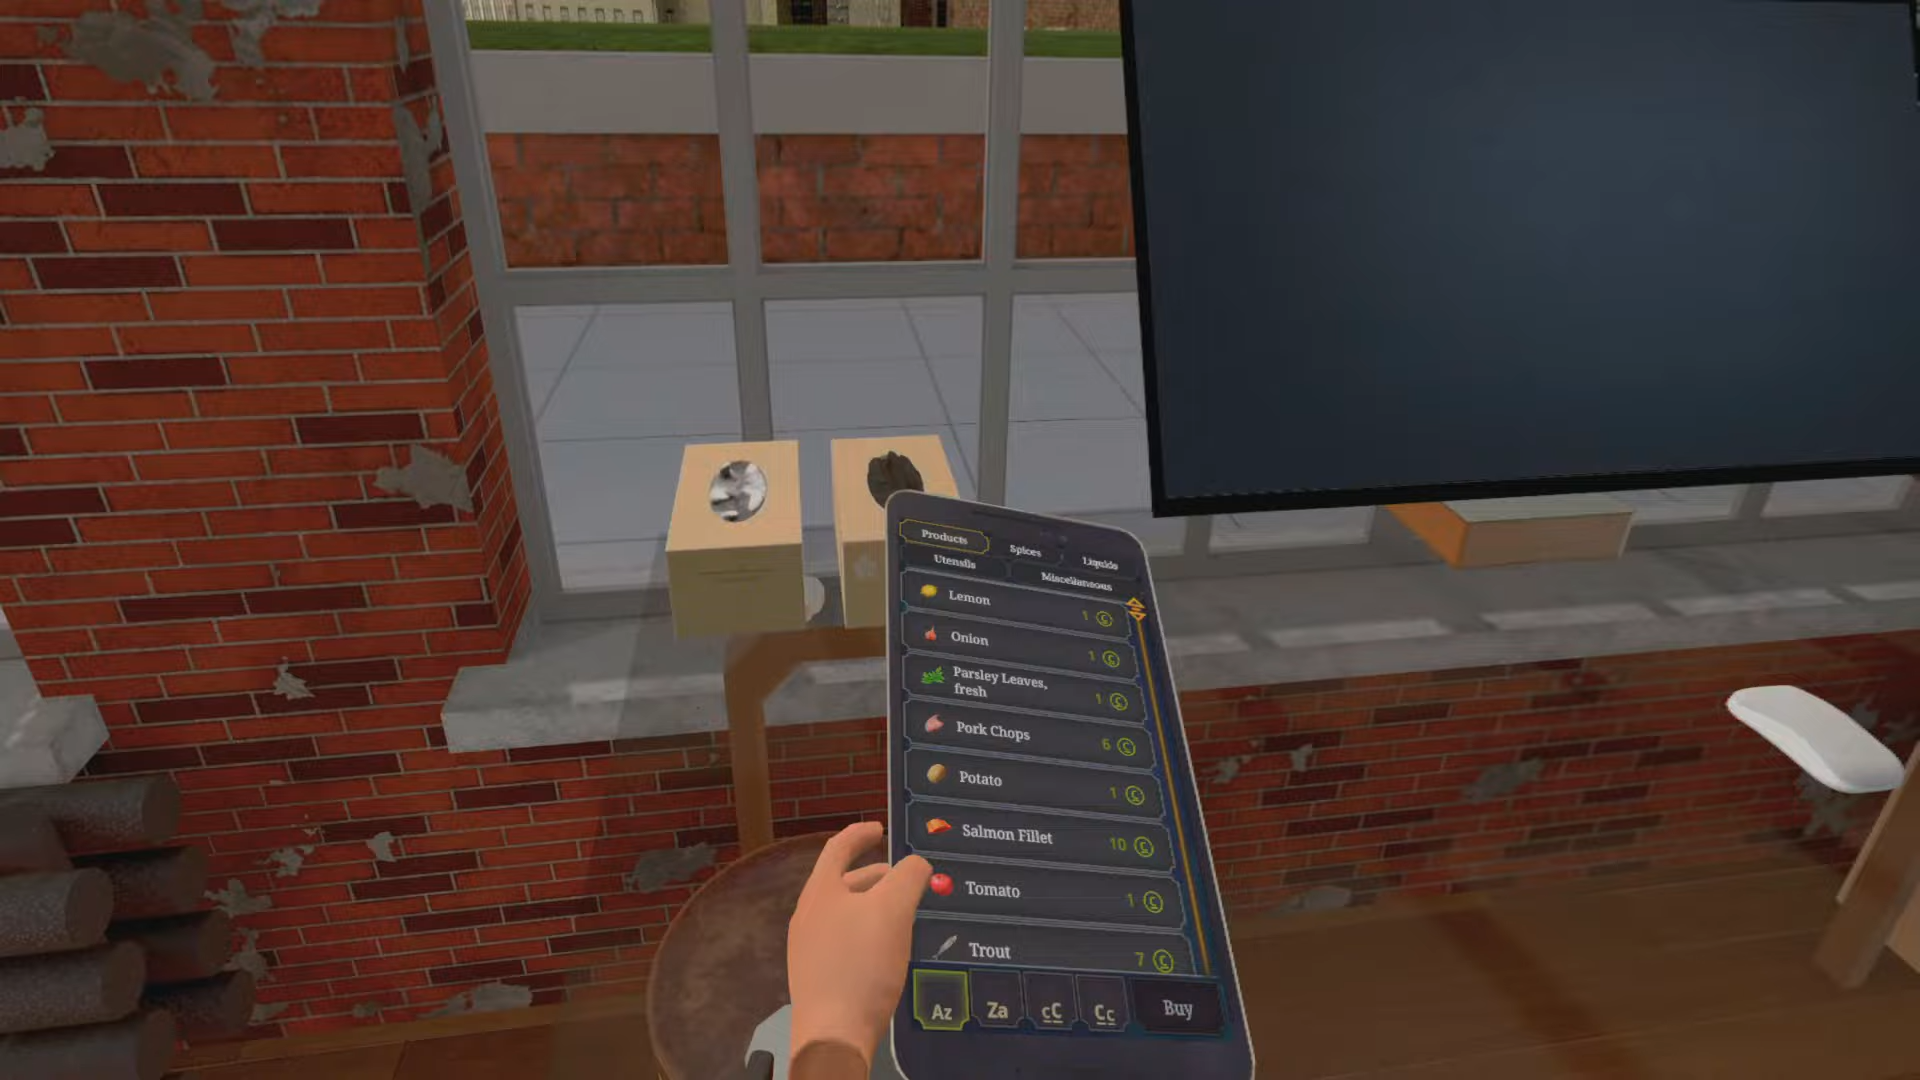 Products Spices Liquids
Utensils Miscellaneous
Lemon 1
Onion 1
Parsley Leaves,
fresh 1
Pork Chops 6
Potato 1
Salmon Fillet 10
Tomato 1
Trout 7
Az Za cC Cc Buy